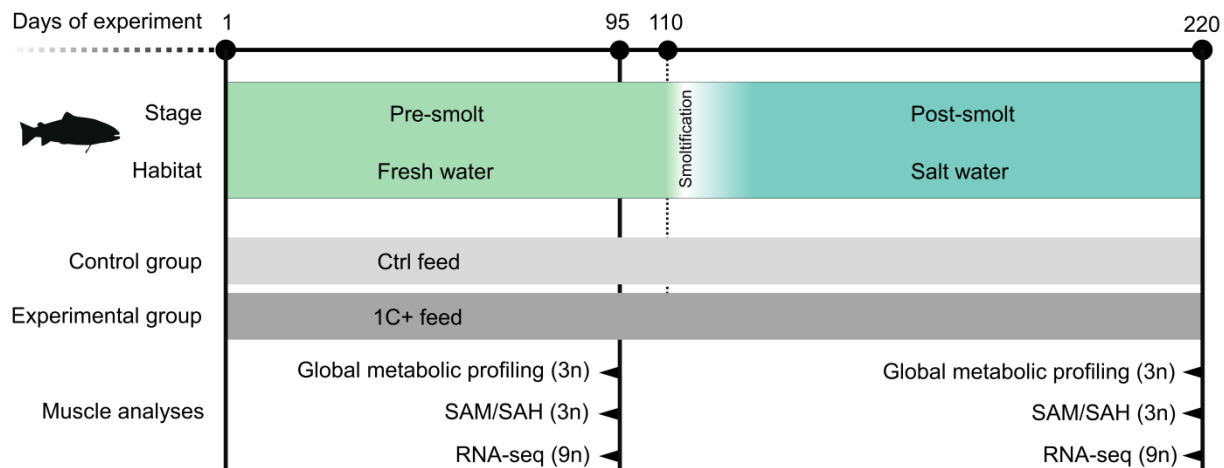 Days of experiment 1 95 110 220
Stage Pre-smolt Smoltification Post-smolt
Habitat Fresh water Salt water
Control group Ctrl feed
Experimental group 1C+ feed
Global metabolic profiling (3n) Global metabolic profiling (3n)
Muscle analyses SAM/SAH (3n) SAM/SAH (3n)
RNA-seq (9n) RNA-seq (9n)